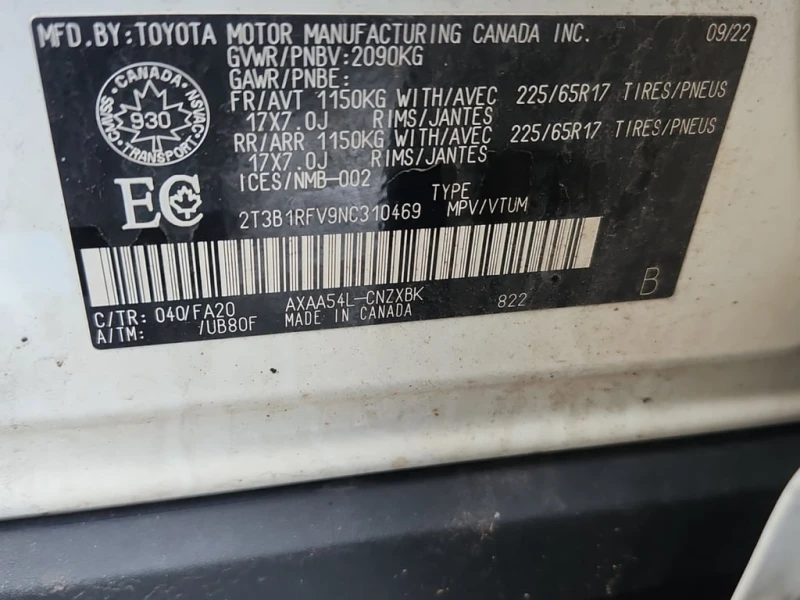 MFD.BY:TOYOTA MOTOR MANUFACTURING CANADA INC. 09/22
GVWR/PNBV:2090KG
GAWR/PNBE:
FR/AVT 1150KG WITH/AVEC 225/65R17 TIRES/PNEUS
17X7.0J RIMS/JANTES
RR/ARR 1150KG WITH/AVEC 225/65R17 TIRES/PNEUS
17X7.0J RIMS/JANTES
ICES/NMB-002
CANADA
CMVSS NSVAC
930
TRANSPORT
EC
TYPE
2T3B1RFV9NC310469 MPV/VTUM
C/TR: 040/FA20 AXAA54L-CNZXBK 822 B
A/TM: /UB80F MADE IN CANADA